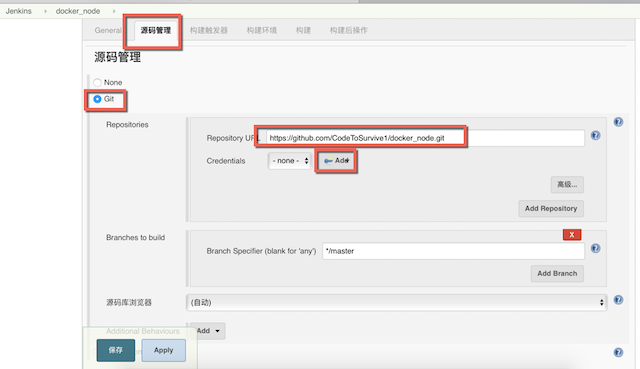 Jenkins docker_node
General 源码管理 构建触发器 构建环境 构建 构建后操作
源码管理
None
Git
Repositories
Repository URL https://github.com/CodeToSurvive1/docker_node.git
Credentials - none - Add
高级...
Add Repository
Branches to build
X
Branch Specifier (blank for 'any') */master
Add Branch
源码库浏览器 (自动)
Additional Behaviours Add
保存 Apply